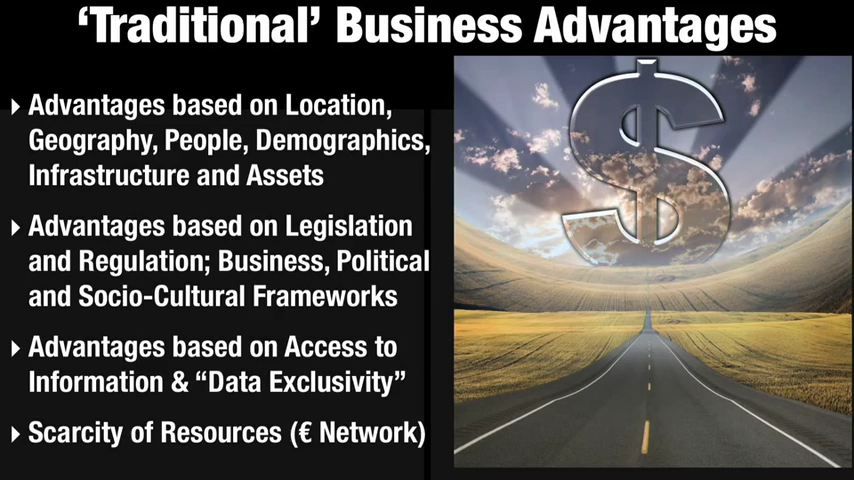 ‘Traditional’ Business Advantages
Advantages based on Location,
Geography, People, Demographics,
Infrastructure and Assets
Advantages based on Legislation
and Regulation; Business, Political
and Socio-Cultural Frameworks
Advantages based on Access to
Information & “Data Exclusivity”
Scarcity of Resources (€ Network)
$